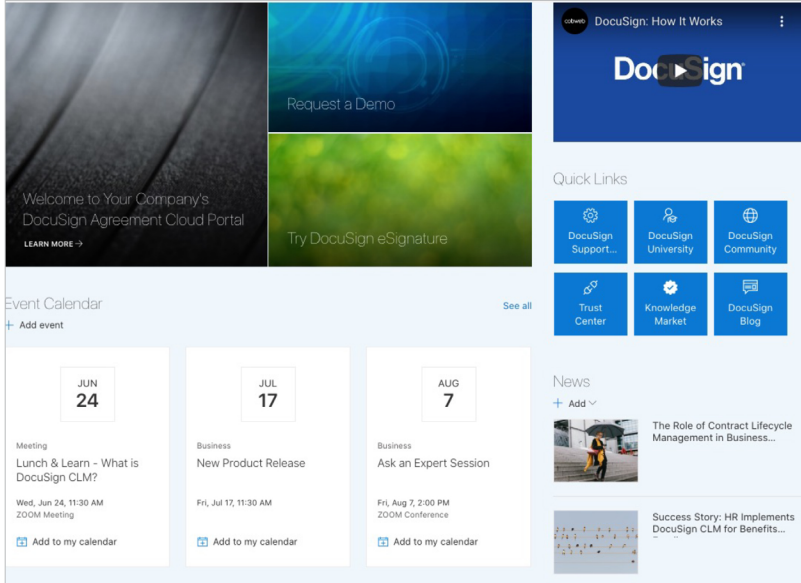 Welcome to Your Company's
DocuSign Agreement Cloud Portal
LEARN MORE
Request a Demo
Try DocuSign eSignature
cobweb
DocuSign: How It Works
DocuSign
Quick Links
DocuSign
Support...
DocuSign
University
DocuSign
Community
Trust
Center
Knowledge
Market
DocuSign
Blog
Event Calendar
See all
+ Add event
JUN
24
Meeting
Lunch & Learn - What is
DocuSign CLM?
Wed, Jun 24, 11:30 AM
ZOOM Meeting
Add to my calendar
JUL
17
Business
New Product Release
Fri, Jul 17, 11:30 AM
Add to my calendar
AUG
7
Business
Ask an Expert Session
Fri, Aug 7, 2:00 PM
ZOOM Conference
Add to my calendar
News
+ Add
The Role of Contract Lifecycle
Management in Business...
Success Story: HR Implements
DocuSign CLM for Benefits...